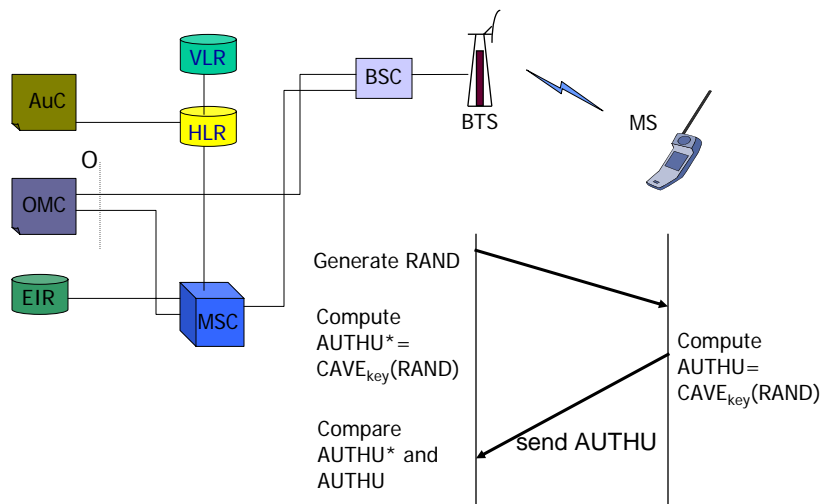 VLR
BSC
AuC
BTS
MS
HLR
O
OMC
Generate RAND
EIR
MSC
Compute
AUTHU*=
CAVEkey(RAND)
Compute
AUTHU=
CAVEkey(RAND)
Compare
AUTHU* and
AUTHU
send AUTHU